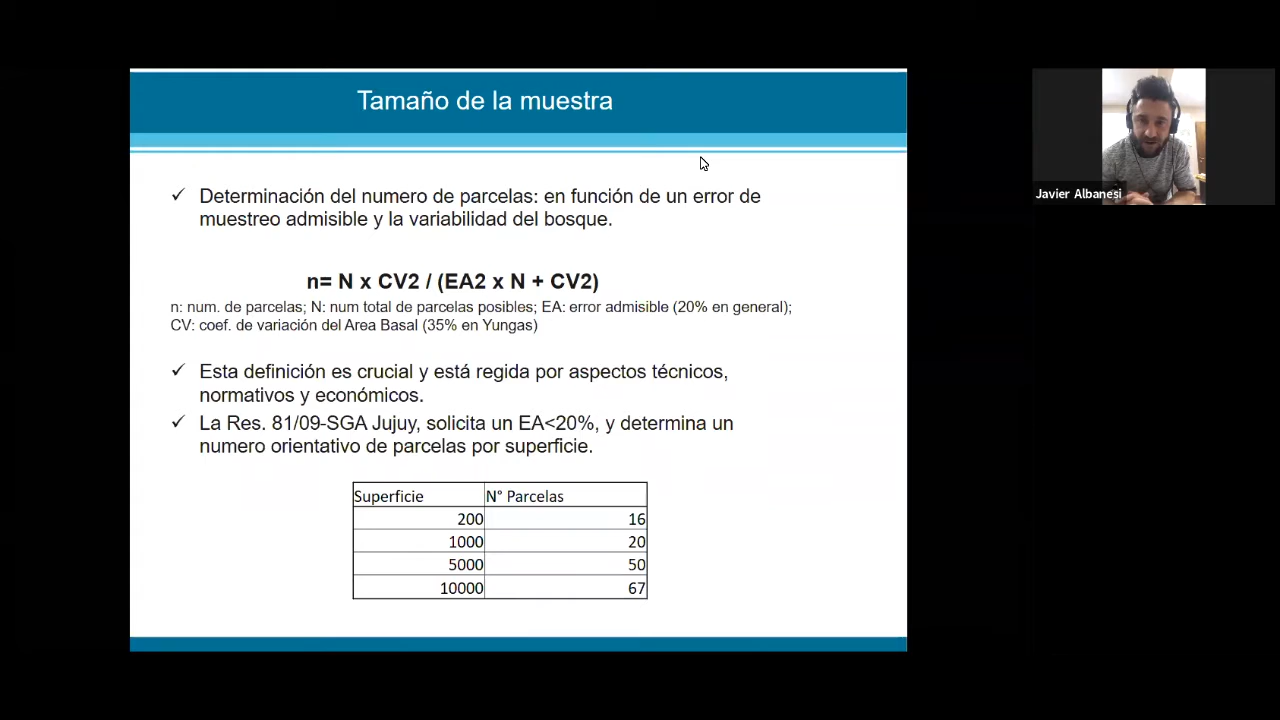 Tamaño de la muestra
✓ Determinación del numero de parcelas: en función de un error de
muestreo admisible y la variabilidad del bosque.
n= N x CV2 / (EA2 x N + CV2)
n: num. de parcelas; N: num total de parcelas posibles; EA: error admisible (20% en general);
CV: coef. de variación del Area Basal (35% en Yungas)
✓ Esta definición es crucial y está regida por aspectos técnicos,
normativos y económicos.
✓ La Res. 81/09-SGA Jujuy, solicita un EA<20%, y determina un
numero orientativo de parcelas por superficie.
Superficie N° Parcelas
200 16
1000 20
5000 50
10000 67
Javier Albanesi